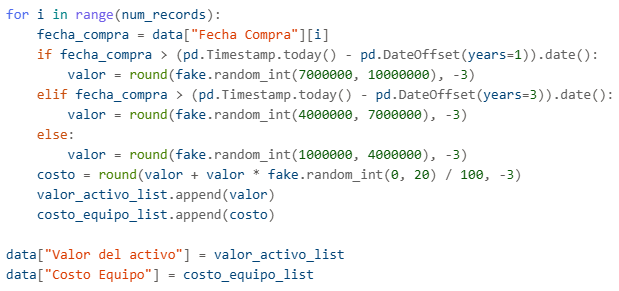 for i in range(num_records):
    fecha_compra = data["Fecha Compra"][i]
    if fecha_compra > (pd.Timestamp.today() - pd.DateOffset(years=1)).date():
        valor = round(fake.random_int(7000000, 10000000), -3)
    elif fecha_compra > (pd.Timestamp.today() - pd.DateOffset(years=3)).date():
        valor = round(fake.random_int(4000000, 7000000), -3)
    else:
        valor = round(fake.random_int(1000000, 4000000), -3)
    costo = round(valor + valor * fake.random_int(0, 20) / 100, -3)
    valor_activo_list.append(valor)
    costo_equipo_list.append(costo)

data["Valor del activo"] = valor_activo_list
data["Costo Equipo"] = costo_equipo_list